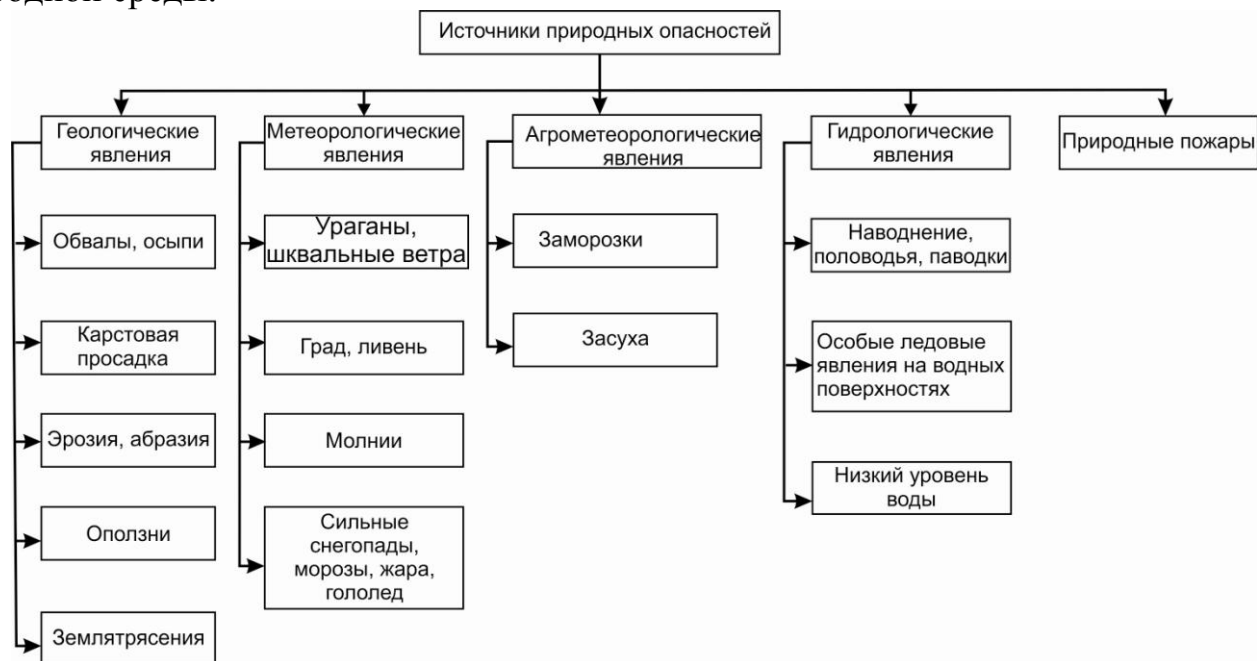 одной среды.
Источники природных опасностей
Геологические
явления
Метеорологические
явления
Агрометеорологические
явления
Гидрологические
явления
Природные пожары
Обвалы, осыпи
Карстовая
просадка
Эрозия, абразия
Оползни
Землятрясения
Ураганы,
шквальные ветра
Град, ливень
Молнии
Сильные
снегопады,
морозы, жара,
гололед
Заморозки
Засуха
Наводнение,
половодья, паводки
Особые ледовые
явления на водных
поверхностях
Низкий уровень
воды